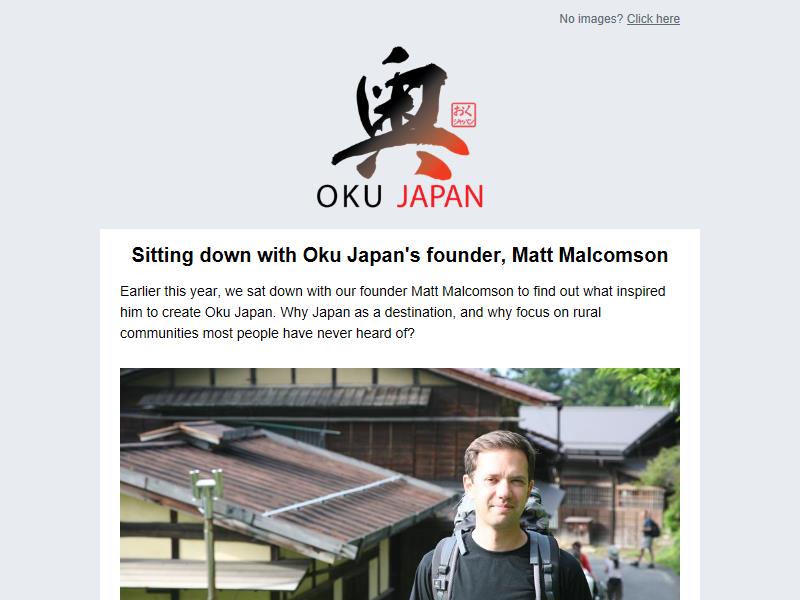 No images? Click here
奥
おく
ジャパン
OKU JAPAN
Sitting down with Oku Japan's founder, Matt Malcomson
Earlier this year, we sat down with our founder Matt Malcomson to find out what inspired
him to create Oku Japan. Why Japan as a destination, and why focus on rural
communities most people have never heard of?